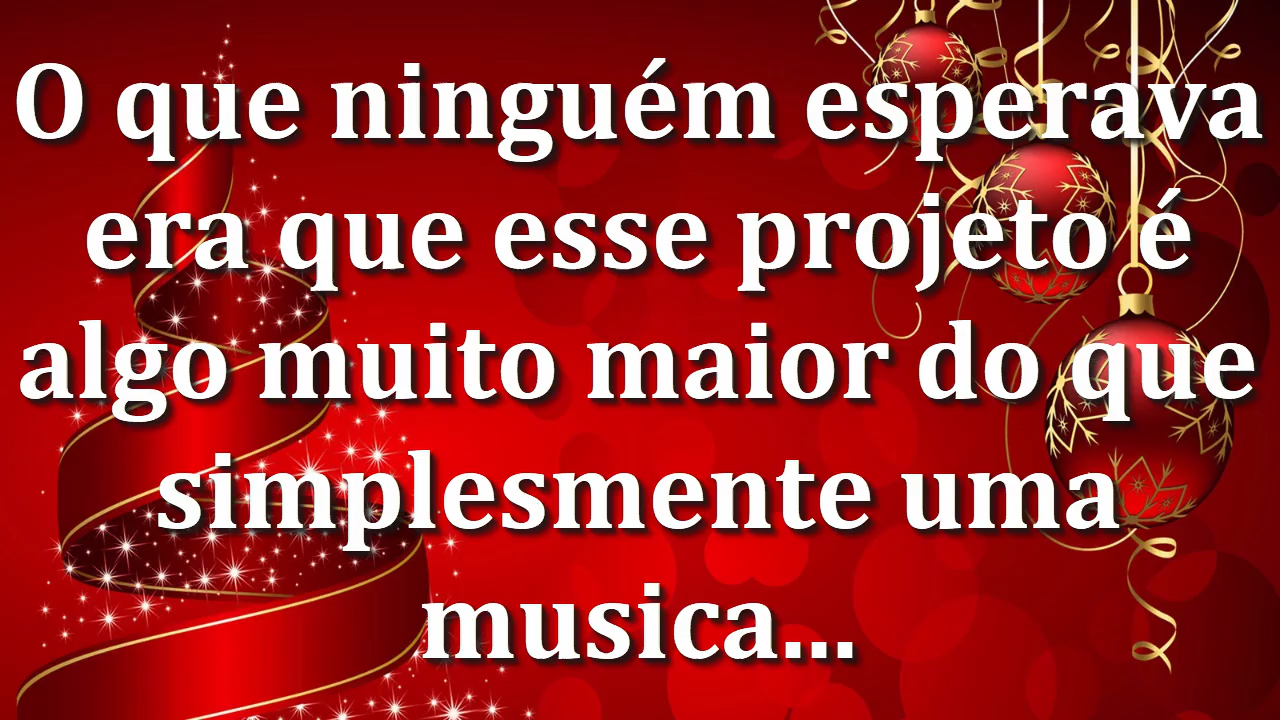 O que ninguém esperava
era que esse projeto é
algo muito maior do que
simplesmente uma
musica...